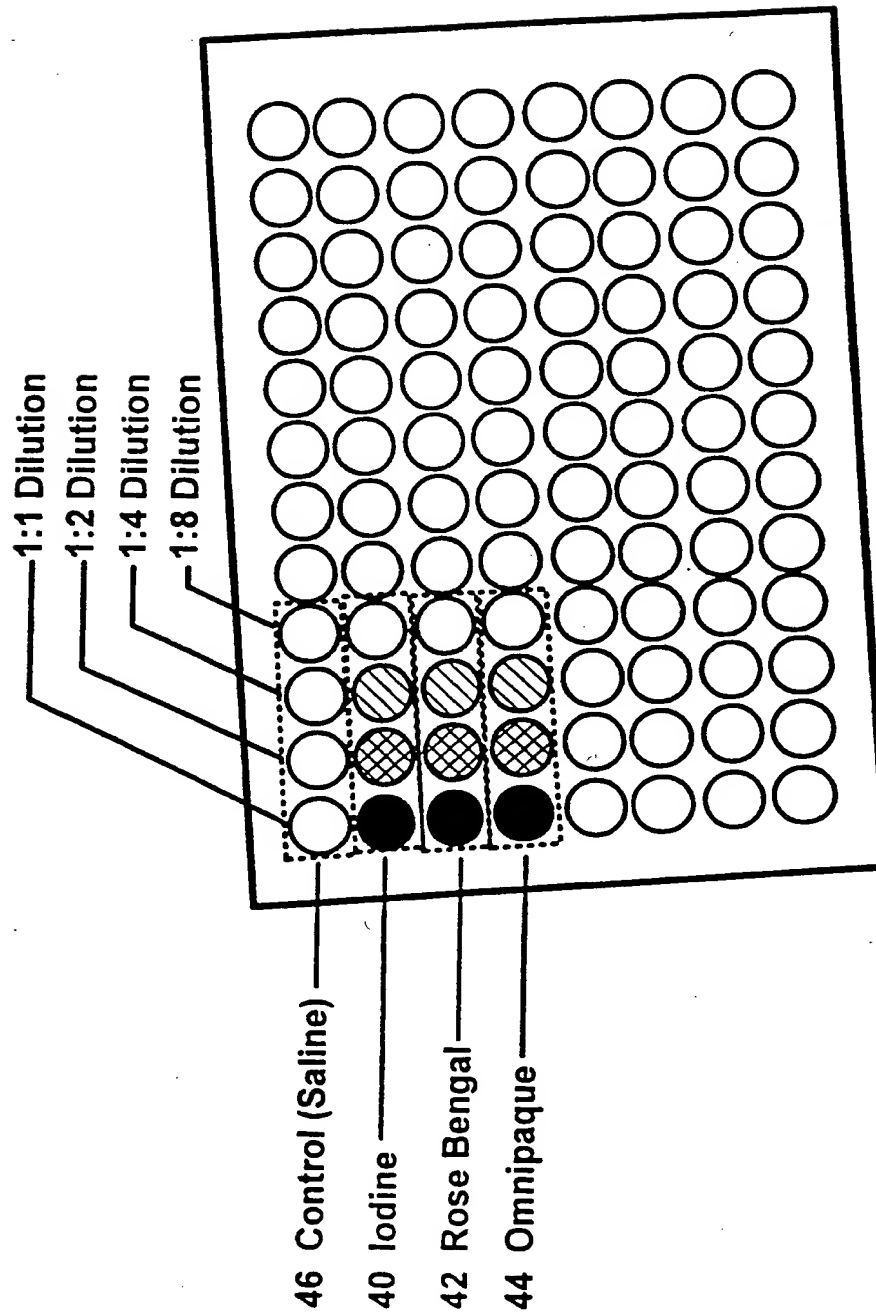 1:1 Dilution
1:2 Dilution
1:4 Dilution
1:8 Dilution
46 Control (Saline)
40 Iodine
42 Rose Bengal
44 Omnipaque